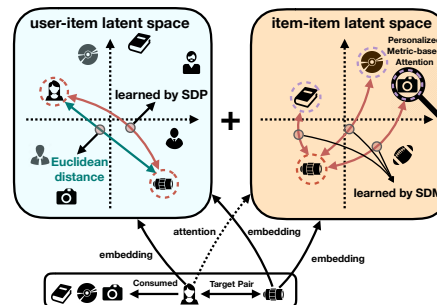 user-item latent space
item-item latent space
Personalized
Metric-based
Attention
learned by SDP
+
Euclidean
distance
learned by SDM
attention
embedding
embedding
embedding
Consumed
Target Pair